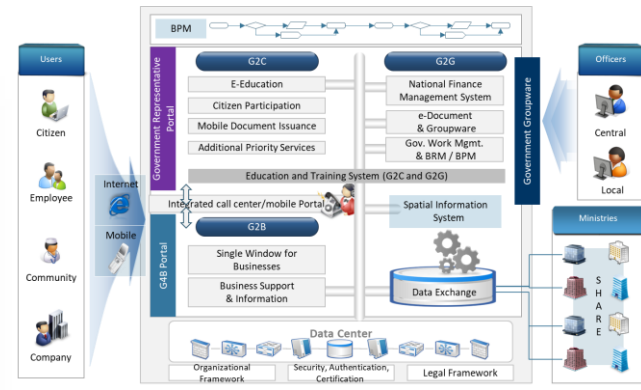 BPM
Users
Citizen
Employee
Community
Company
Internet
Mobile
Government Representative
Portal
G4B Portal
G2C
E-Education
Citizen Participation
Mobile Document Issuance
Additional Priority Services
G2G
National Finance
Management System
e-Document
& Groupware
Gov. Work Mgmt.
& BRM / BPM
Education and Training System (G2C and G2G)
Integrated call center/mobile Portal
Spatial Information
System
G2B
Single Window for
Businesses
Business Support
& Information
Data Exchange
Data Center
Organizational
Framework
Security, Authentication,
Certification
Legal Framework
Government Groupware
Officers
Central
Local
Ministries
SHARE